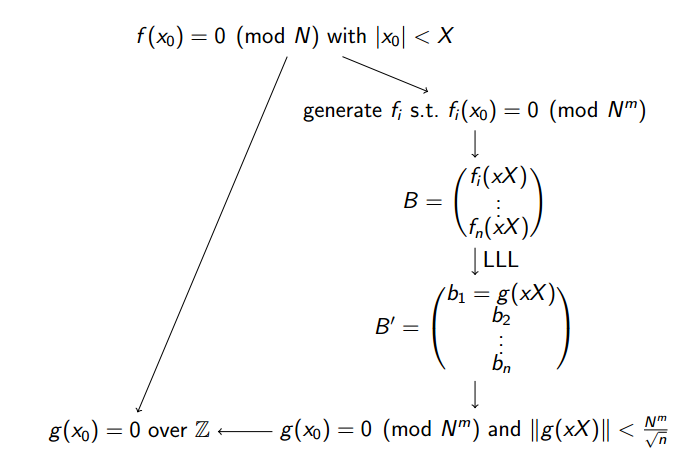 f(x₀) = 0 (mod N) with |x₀| < X
generate fᵢ s.t. fᵢ(x₀) = 0 (mod Nᵐ)
B = ( fᵢ(xX)
⋮
fₙ(xX) )
LLL
B′ = ( b₁ = g(xX)
b₂
⋮
bₙ )
g(x₀) = 0 over ℤ ⟵ g(x₀) = 0 (mod Nᵐ) and ‖g(xX)‖ < Nᵐ/√n